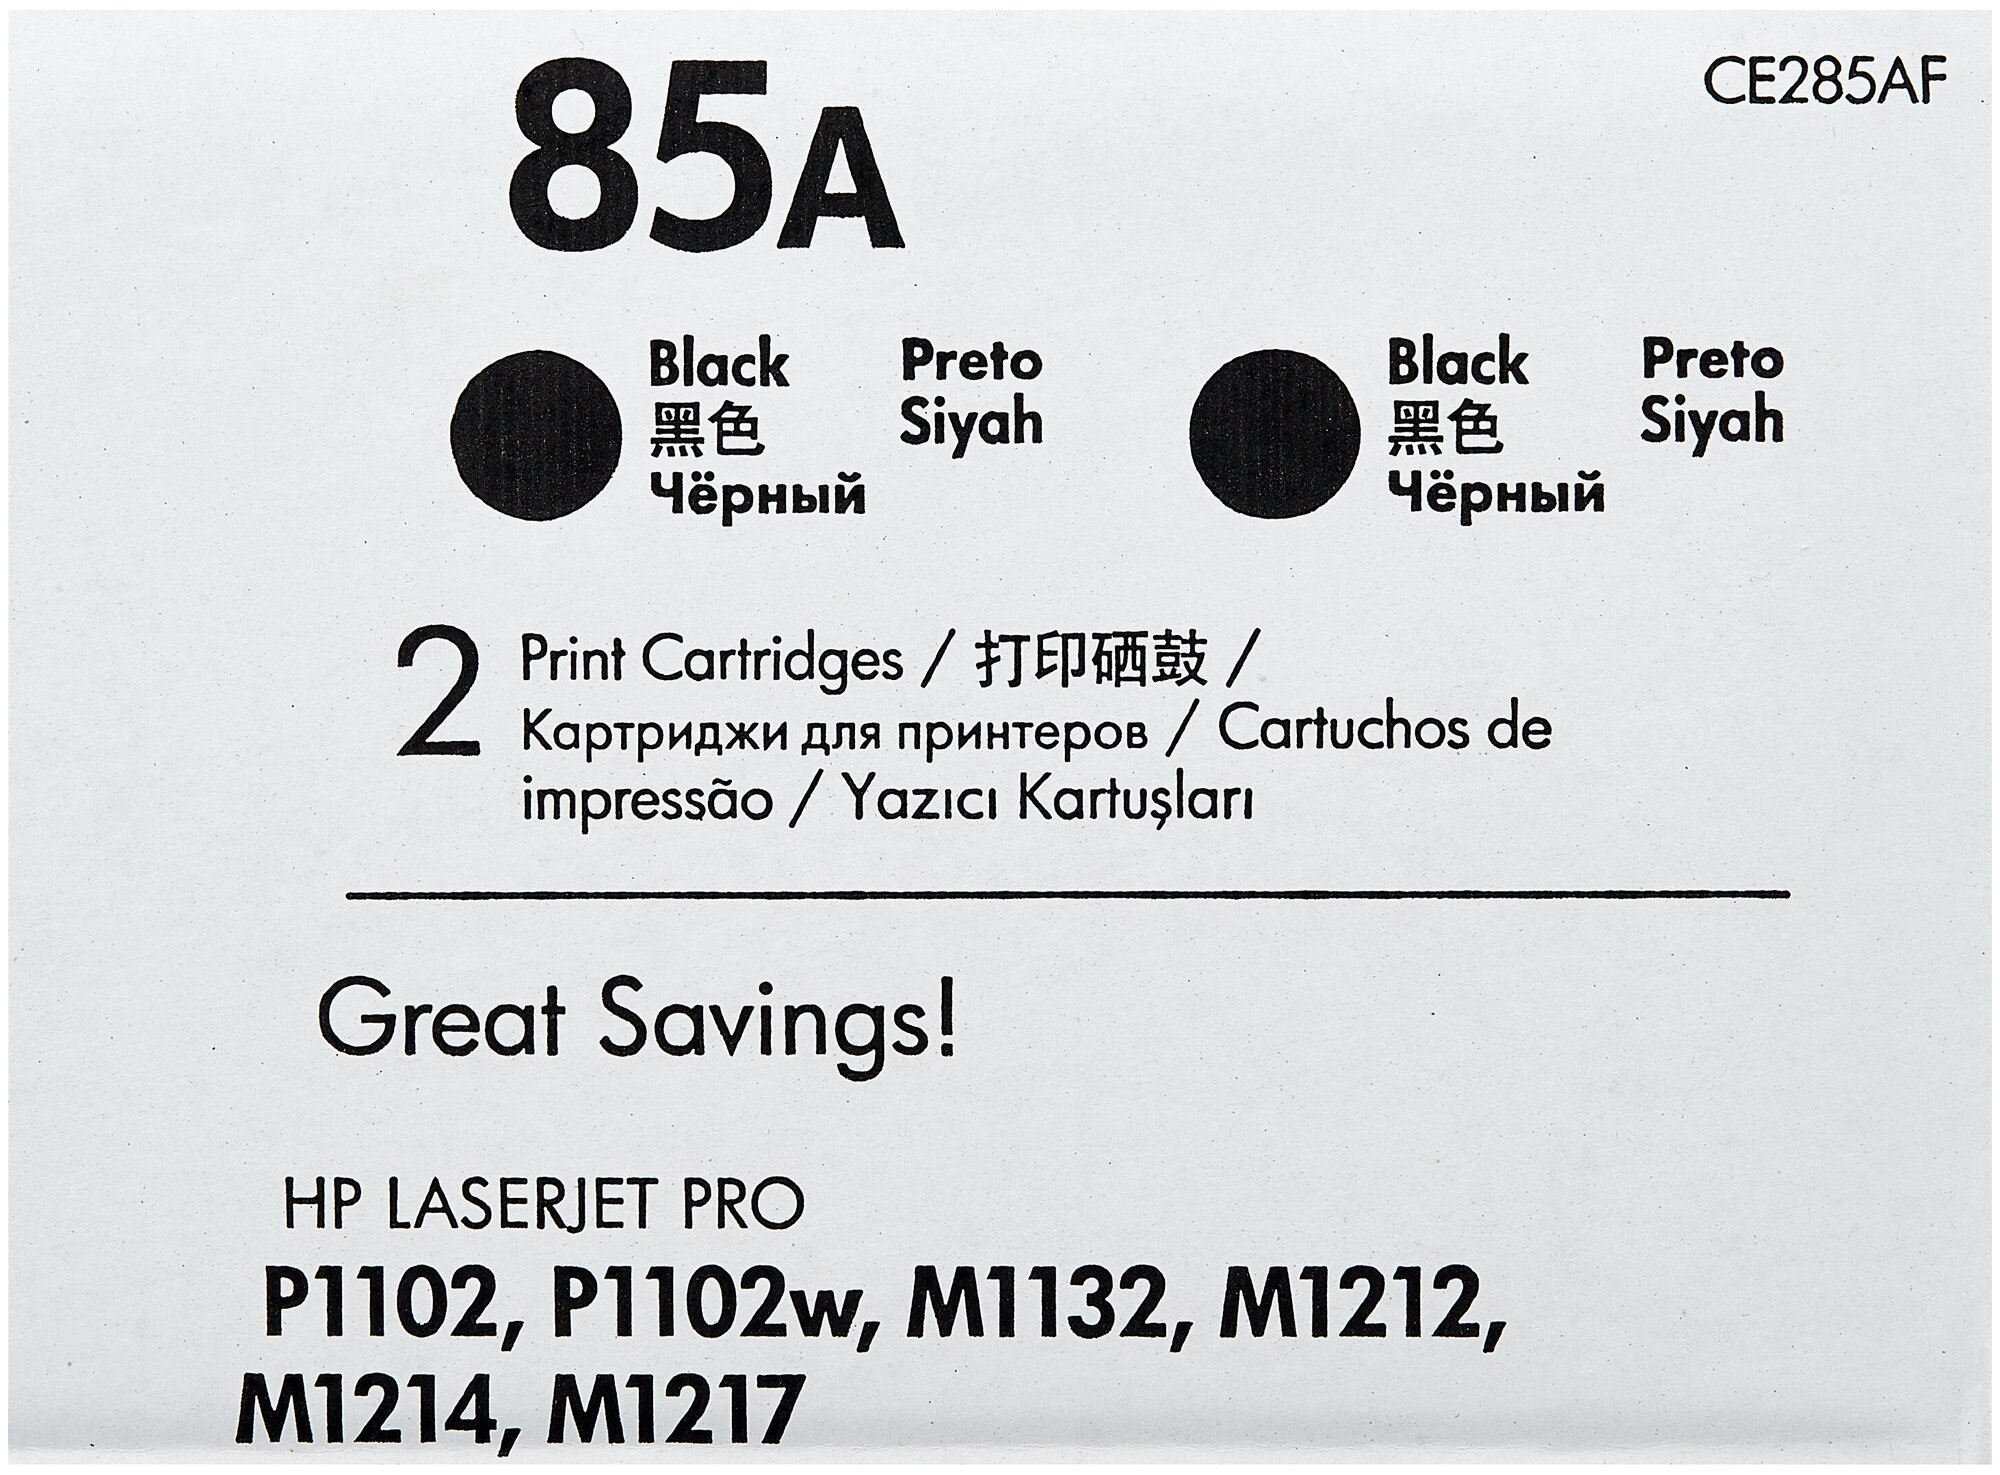 85A
CE285AF
Black Preto
黑色 Siyah
Чёрный
Black Preto
黑色 Siyah
Чёрный
2 Print Cartridges / 打印硒鼓 /
Картриджи для принтеров / Cartuchos de
impressão / Yazıcı Kartuşları
Great Savings!
HP LASERJET PRO
P1102, P1102w, M1132, M1212,
M1214, M1217